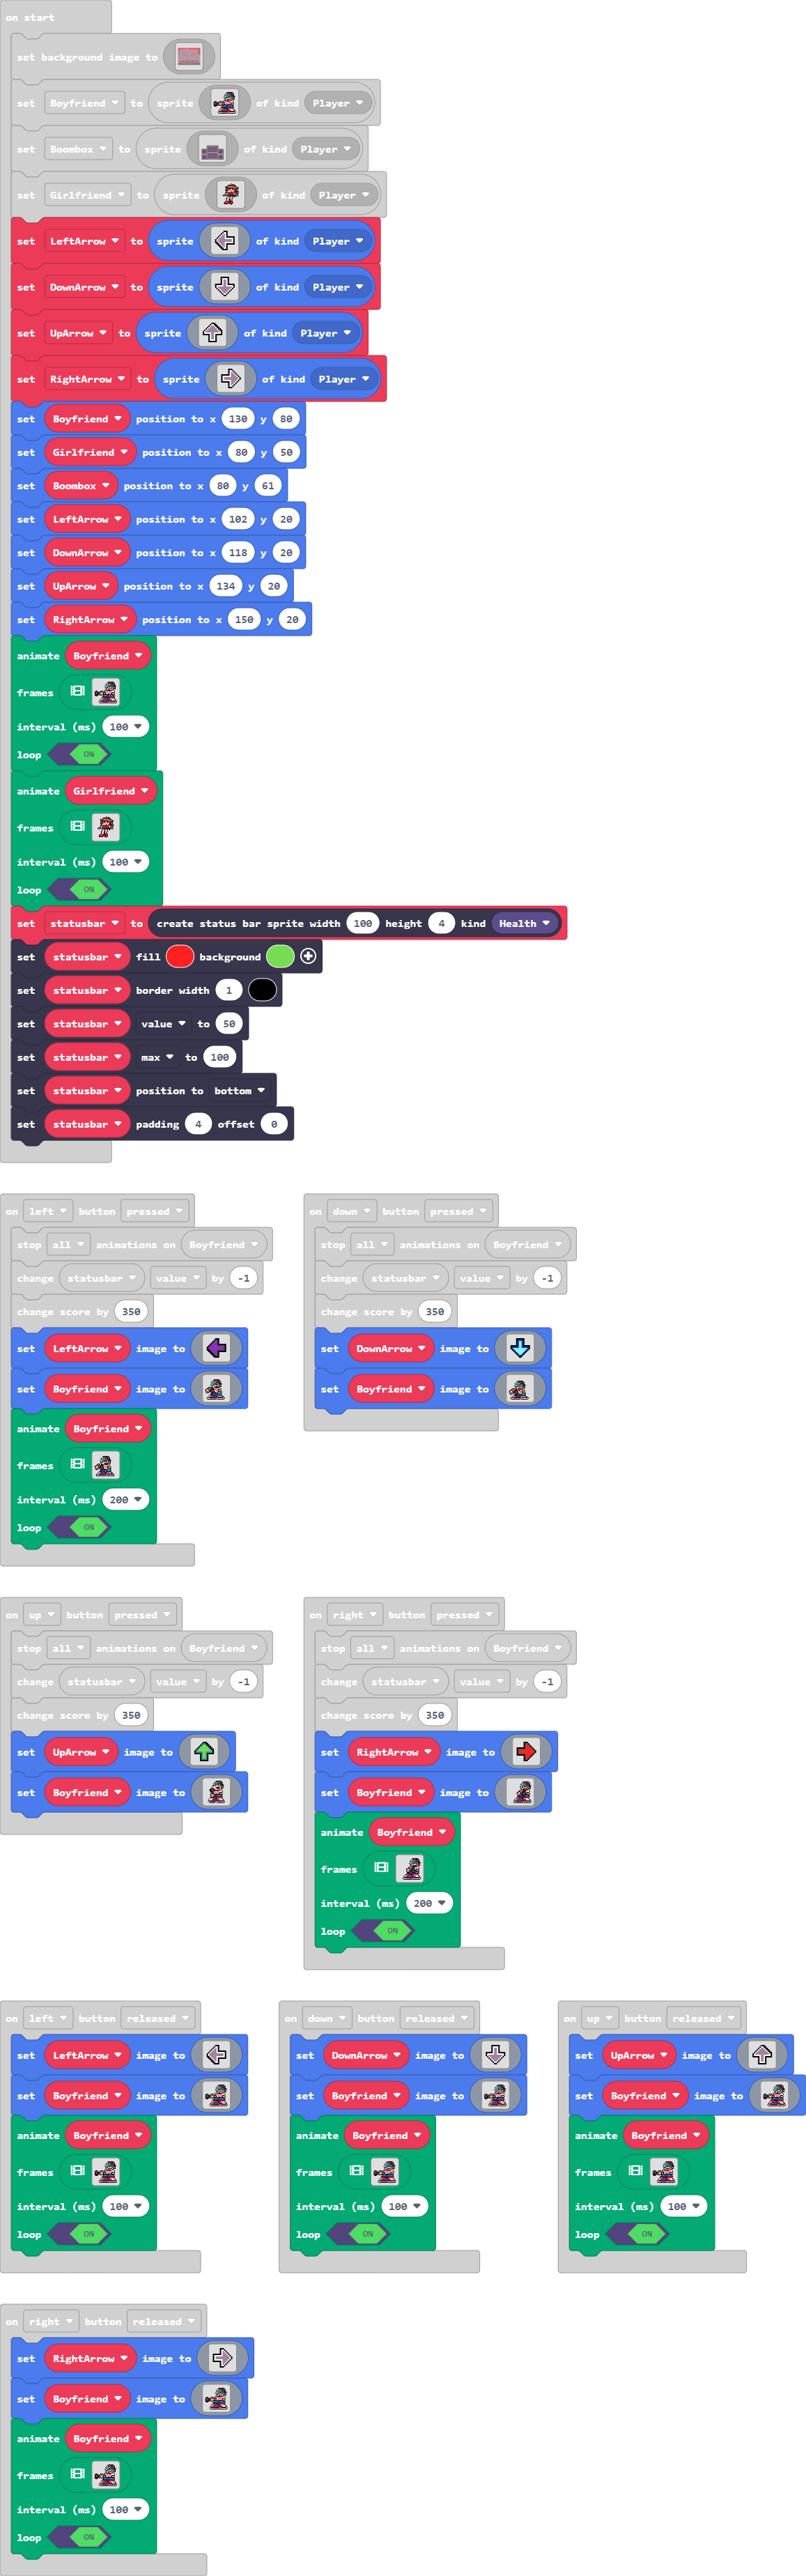 on start
set background image to
set Boyfriend to sprite of kind Player
set Boombox to sprite of kind Player
set Girlfriend to sprite of kind Player
set LeftArrow to sprite of kind Player
set DownArrow to sprite of kind Player
set UpArrow to sprite of kind Player
set RightArrow to sprite of kind Player
set Boyfriend position to x 130 y 80
set Girlfriend position to x 80 y 50
set Boombox position to x 80 y 61
set LeftArrow position to x 102 y 20
set DownArrow position to x 118 y 20
set UpArrow position to x 134 y 20
set RightArrow position to x 150 y 20
animate Boyfriend
frames
interval (ms) 100
loop ON
animate Girlfriend
frames
interval (ms) 100
loop ON
set statusbar to create status bar sprite width 100 height 4 kind Health
set statusbar fill background
set statusbar border width 1
set statusbar value to 50
set statusbar max to 100
set statusbar position to bottom
set statusbar padding 4 offset 0
on left button pressed
stop all animations on Boyfriend
change statusbar value by -1
change score by 350
set LeftArrow image to
set Boyfriend image to
animate Boyfriend
frames
interval (ms) 200
loop ON
on down button pressed
stop all animations on Boyfriend
change statusbar value by -1
change score by 350
set DownArrow image to
set Boyfriend image to
on up button pressed
stop all animations on Boyfriend
change statusbar value by -1
change score by 350
set UpArrow image to
set Boyfriend image to
on right button pressed
stop all animations on Boyfriend
change statusbar value by -1
change score by 350
set RightArrow image to
set Boyfriend image to
animate Boyfriend
frames
interval (ms) 200
loop ON
on left button released
set LeftArrow image to
set Boyfriend image to
animate Boyfriend
frames
interval (ms) 100
loop ON
on down button released
set DownArrow image to
set Boyfriend image to
animate Boyfriend
frames
interval (ms) 100
loop ON
on up button released
set UpArrow image to
set Boyfriend image to
animate Boyfriend
frames
interval (ms) 100
loop ON
on right button released
set RightArrow image to
set Boyfriend image to
animate Boyfriend
frames
interval (ms) 100
loop ON